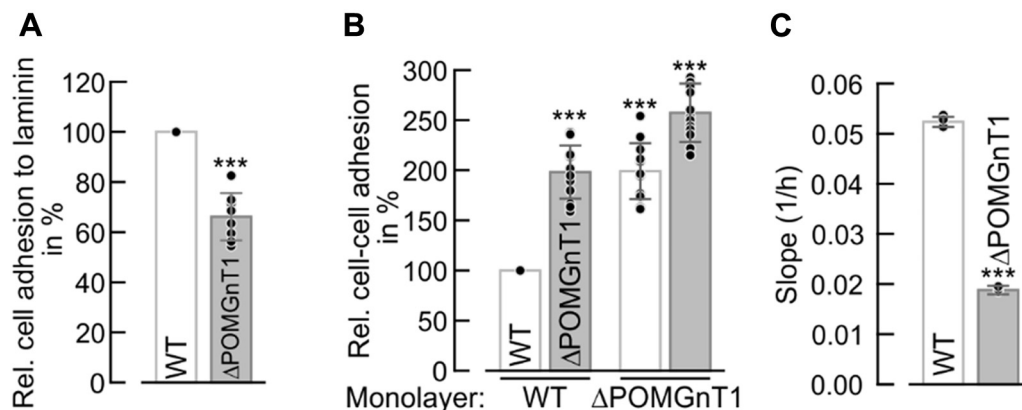 A
Rel. cell adhesion to laminin
in %
120
100
80
60
40
20
0
***
WT
ΔPOMGnT1
B
Rel. cell-cell adhesion
in %
300
250
200
150
100
50
0
***
***
***
WT
ΔPOMGnT1
Monolayer: WT ΔPOMGnT1
C
Slope (1/h)
0.06
0.05
0.04
0.03
0.02
0.01
0.00
WT
***
ΔPOMGnT1